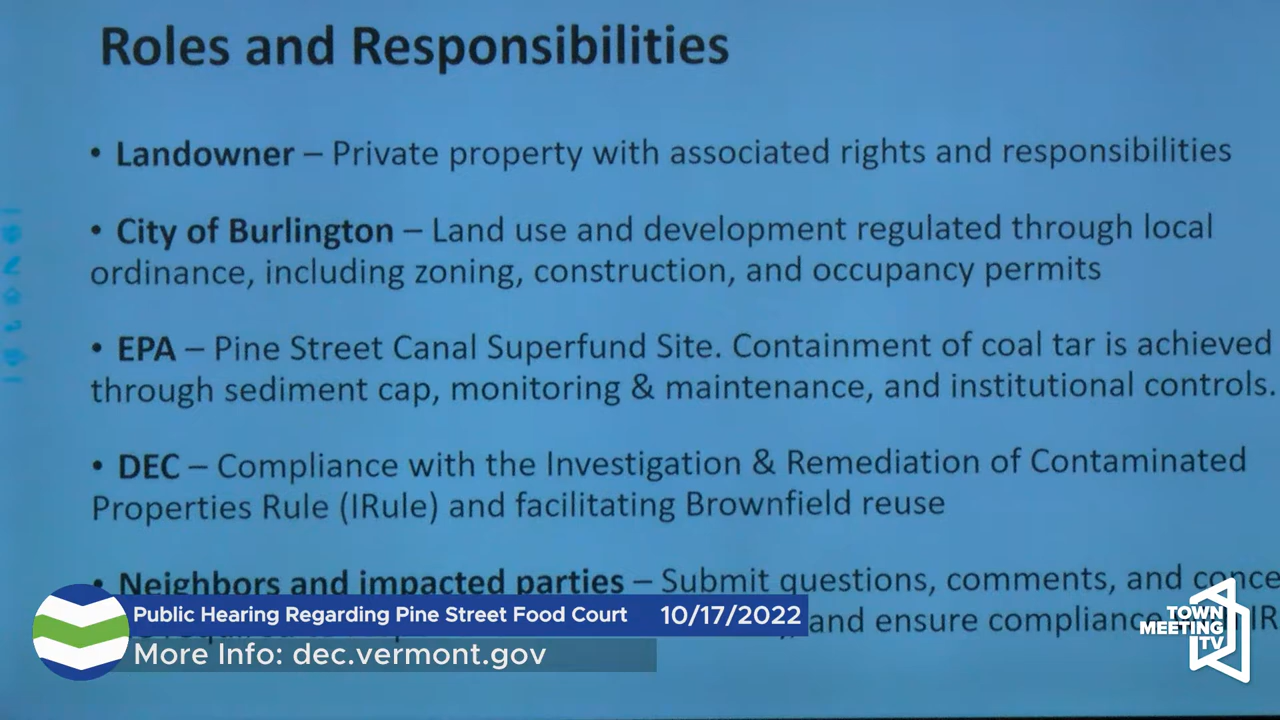 Roles and Responsibilities
• Landowner – Private property with associated rights and responsibilities
• City of Burlington – Land use and development regulated through local
ordinance, including zoning, construction, and occupancy permits
• EPA – Pine Street Canal Superfund Site. Containment of coal tar is achieved
through sediment cap, monitoring & maintenance, and institutional controls.
• DEC – Compliance with the Investigation & Remediation of Contaminated
Properties Rule (IRule) and facilitating Brownfield reuse
• Neighbors and impacted parties – Submit questions, comments, and
and ensure compliance
Public Hearing Regarding Pine Street Food Court 10/17/2022
More Info: dec.vermont.gov
TOWN
MEETING
TV